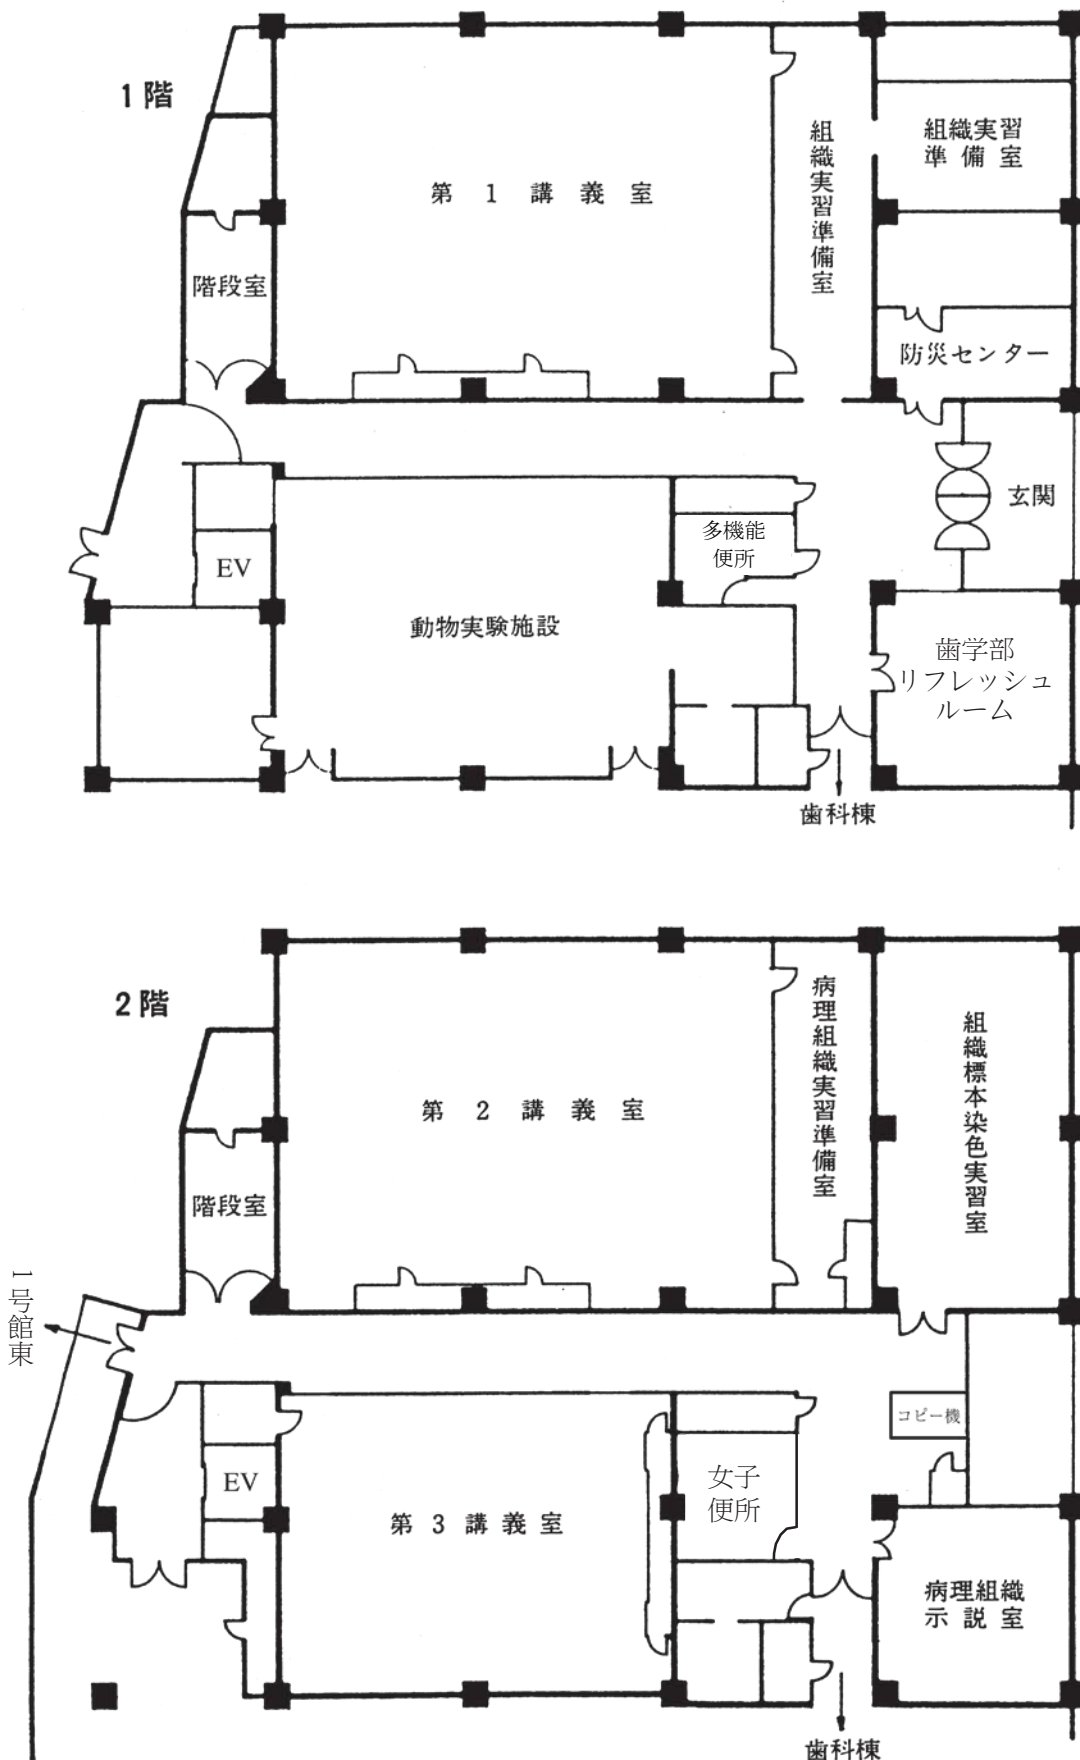 1階
第1講義室
組織実習準備室
組織実習
準備室
階段室
防災センター
玄関
EV
多機能
便所
動物実験施設
歯学部
リフレッシュ
ルーム
歯科棟
2階
第2講義室
病理組織実習準備室
組織標本染色実習室
階段室
1号館東
コピー機
EV
女子
便所
第3講義室
病理組織
示説室
歯科棟